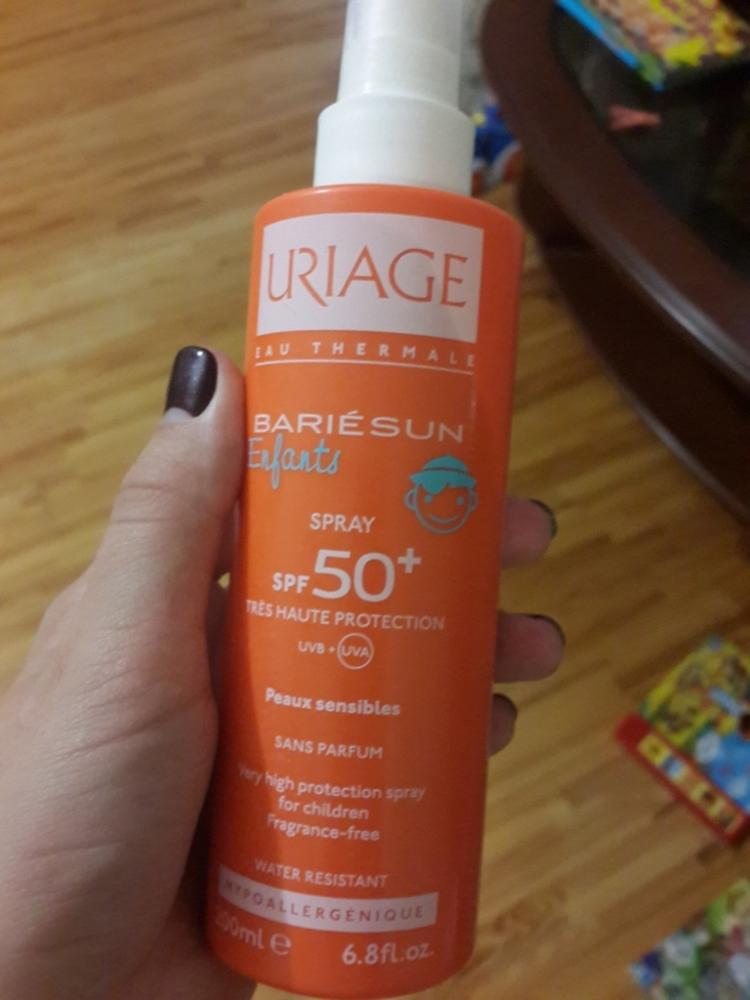 URIAGE
EAU THERMALE
BARIÉSUN
Enfants
SPRAY
SPF 50+
TRÈS HAUTE PROTECTION
UVB + UVA
Peaux sensibles
SANS PARFUM
Very high protection spray
for children
Fragrance-free
WATER RESISTANT
HYPOALLERGÉNIQUE
200ml e 6.8fl.oz.